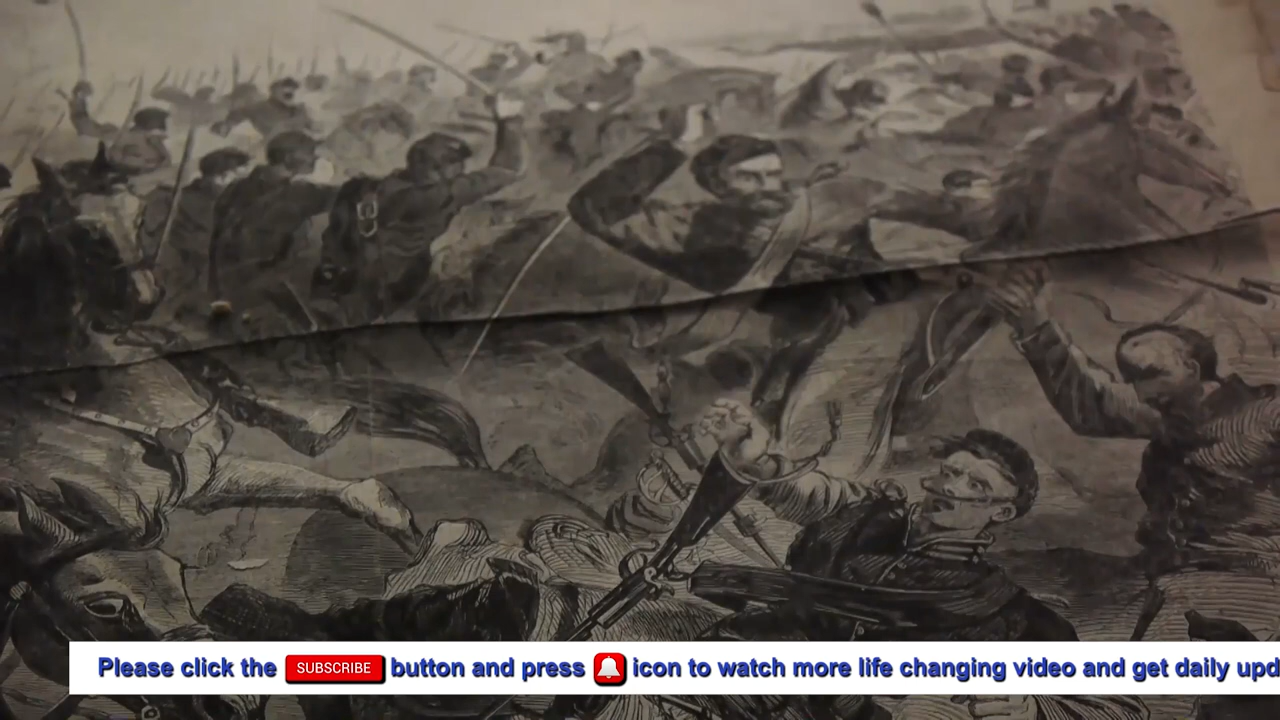 Please click the SUBSCRIBE button and press icon to watch more life changing video and get daily upd